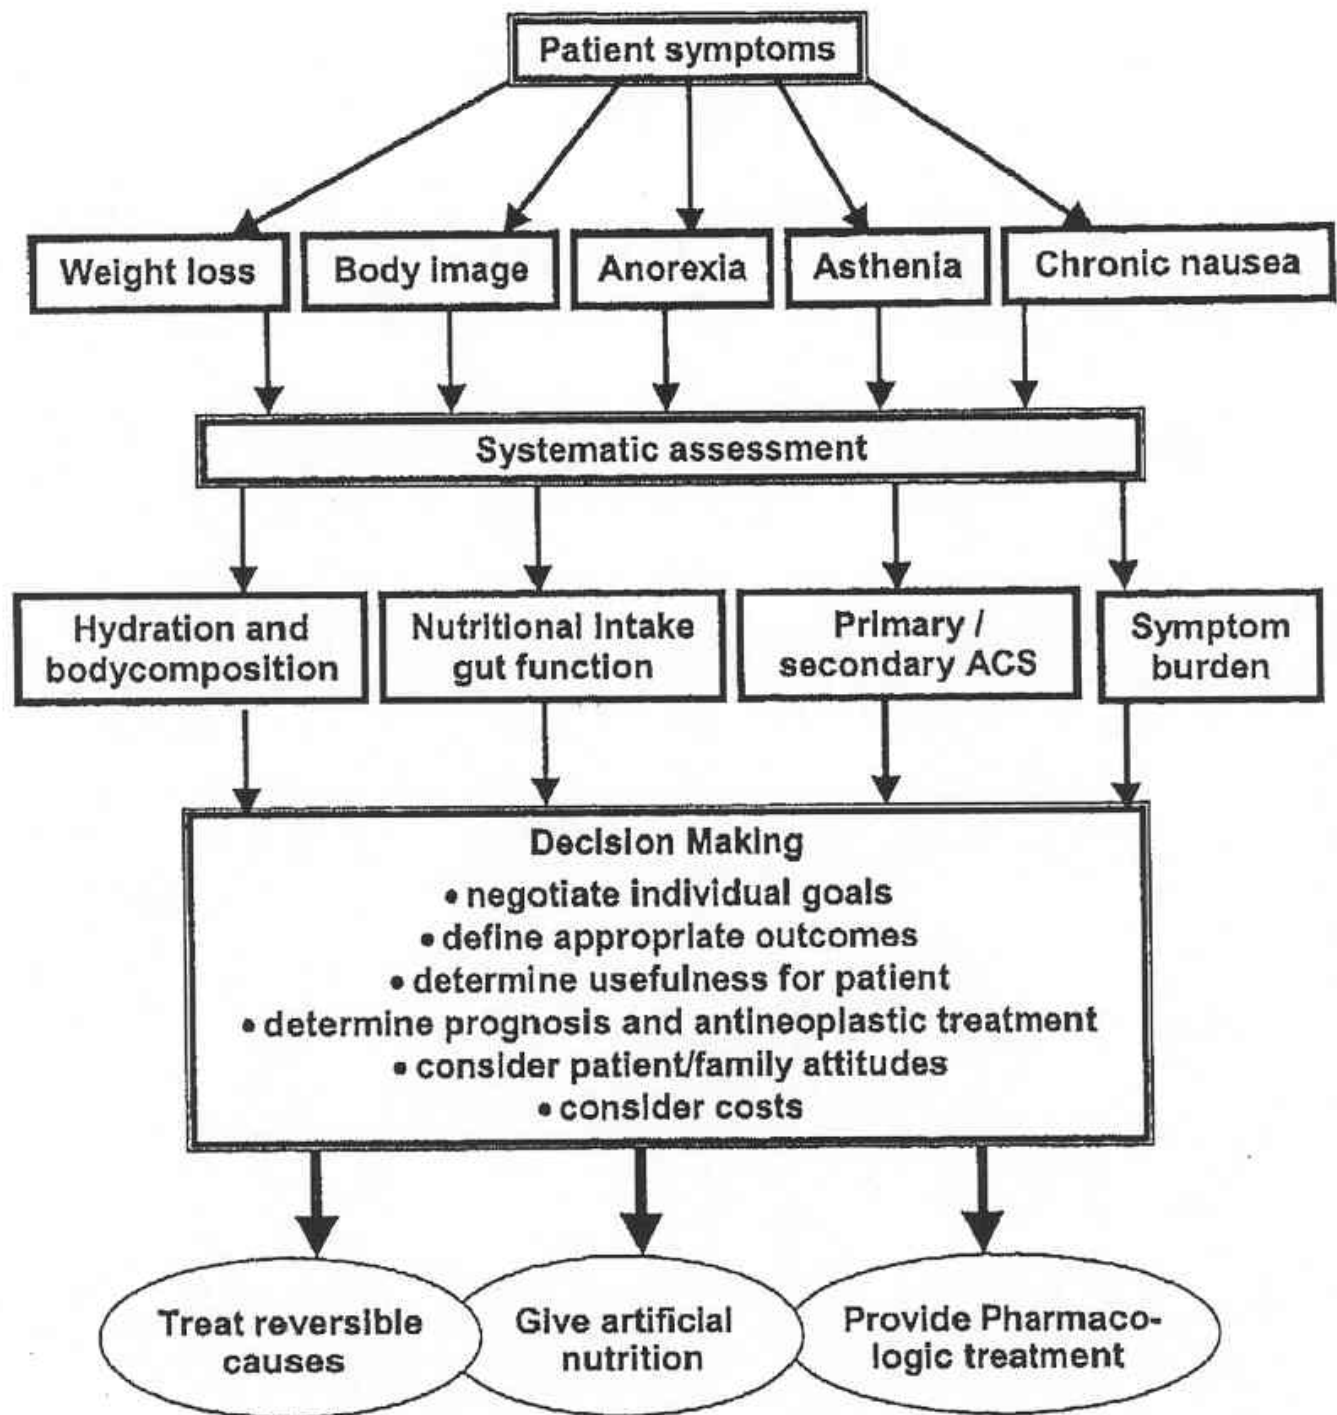 Patient symptoms
Weight loss
Body image
Anorexia
Asthenia
Chronic nausea
Systematic assessment
Hydration and
bodycomposition
Nutritional Intake
gut function
Primary /
secondary ACS
Symptom
burden
Decision Making
• negotiate individual goals
• define appropriate outcomes
• determine usefulness for patient
• determine prognosis and antineoplastic treatment
• consider patient/family attitudes
• consider costs
Treat reversible
causes
Give artificial
nutrition
Provide Pharmaco-
logic treatment